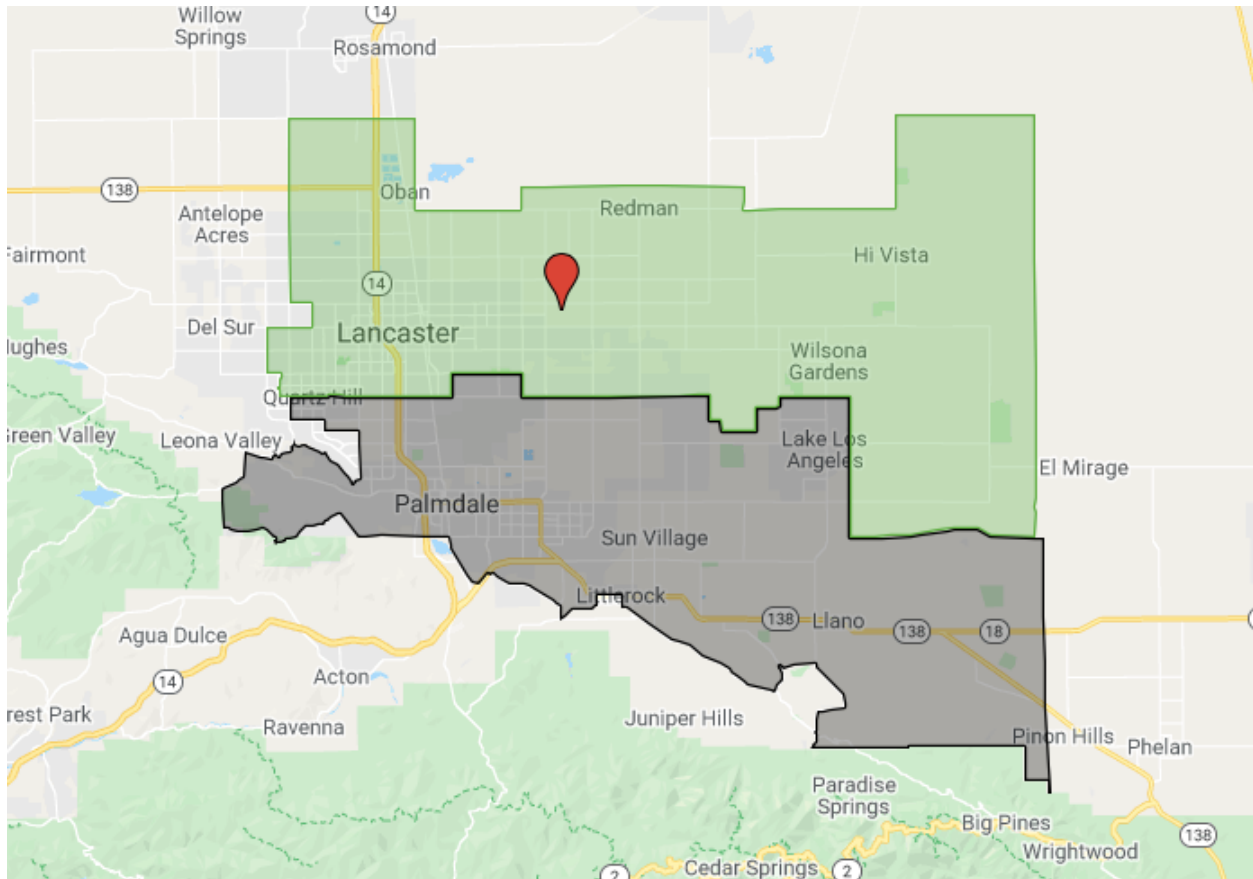 Willow
Springs
14
Rosamond
138
Oban
Antelope
Acres
Redman
Fairmont
Hi Vista
14
Del Sur
Lancaster
Hughes
Wilsona
Gardens
Quartz Hill
Green Valley
Leona Valley
Lake Los
Angeles
El Mirage
Palmdale
Sun Village
Littlerock
138
Llano
138
18
Agua Dulce
Acton
14
rest Park
Ravenna
Juniper Hills
Pinon Hills
Phelan
Paradise
Springs
Big Pines
138
Wrightwood
Cedar Springs
2
2